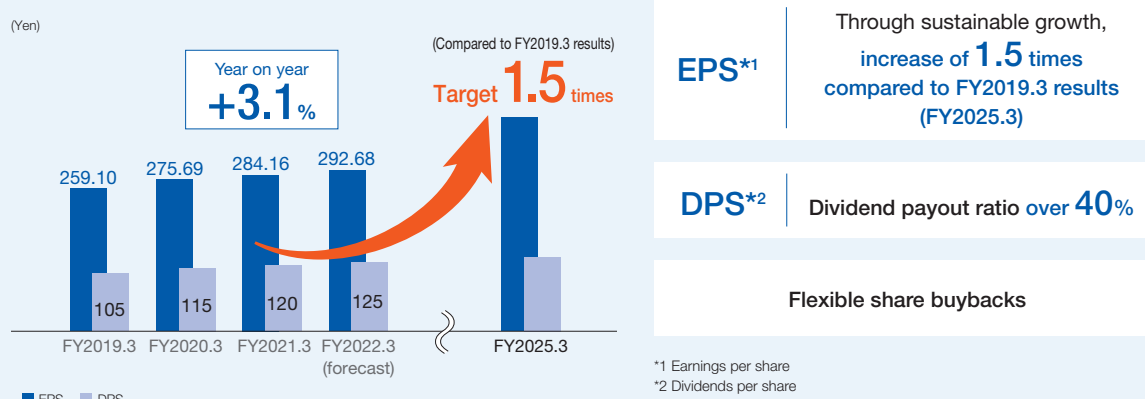 (Yen)
Year on year
+3.1%
(Compared to FY2019.3 results)
Target 1.5 times
259.10
275.69
284.16
292.68
105
115
120
125
FY2019.3 FY2020.3 FY2021.3 FY2022.3 FY2025.3
(forecast)
EPS DPS
EPS*1
Through sustainable growth,
increase of 1.5 times
compared to FY2019.3 results
(FY2025.3)
DPS*2
Dividend payout ratio over 40%
Flexible share buybacks
*1 Earnings per share
*2 Dividends per share